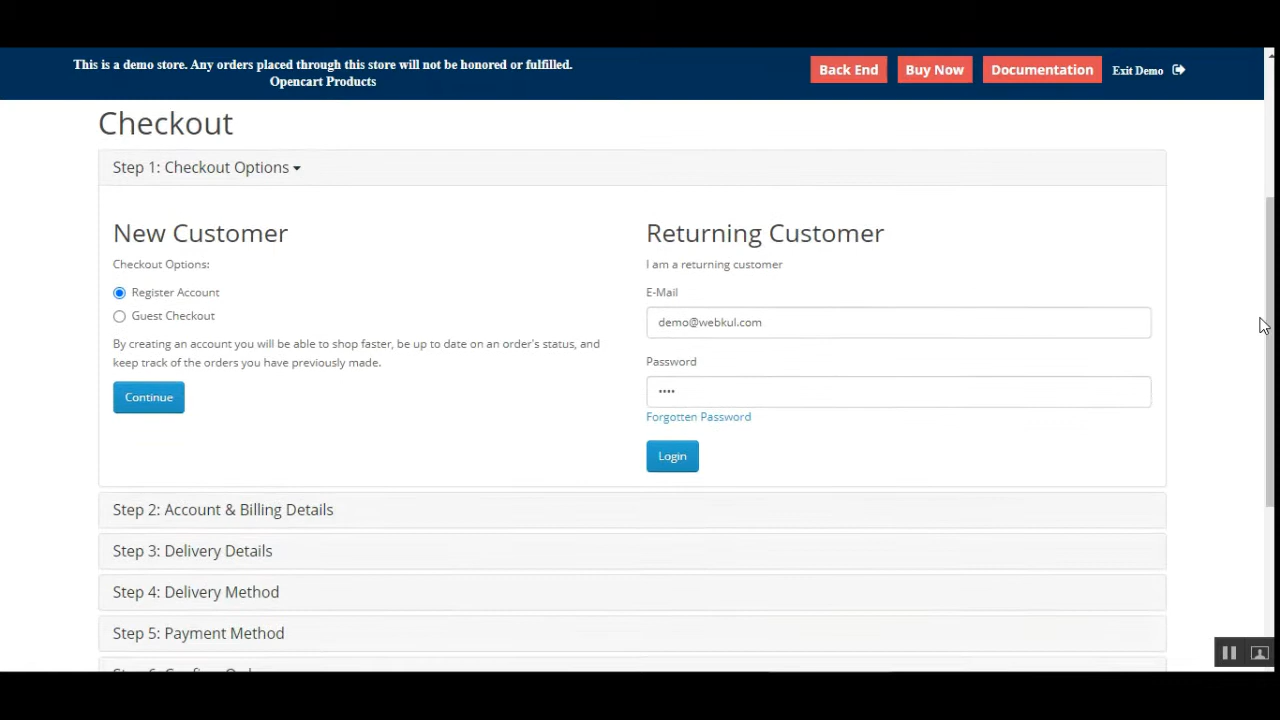 This is a demo store. Any orders placed through this store will not be honored or fulfilled.
Opencart Products
Back End
Buy Now
Documentation
Exit Demo
Checkout
Step 1: Checkout Options
New Customer
Checkout Options:
Register Account
Guest Checkout
By creating an account you will be able to shop faster, be up to date on an order's status, and
keep track of the orders you have previously made.
Continue
Returning Customer
I am a returning customer
E-Mail
demo@webkul.com
Password
••••
Forgotten Password
Login
Step 2: Account & Billing Details
Step 3: Delivery Details
Step 4: Delivery Method
Step 5: Payment Method